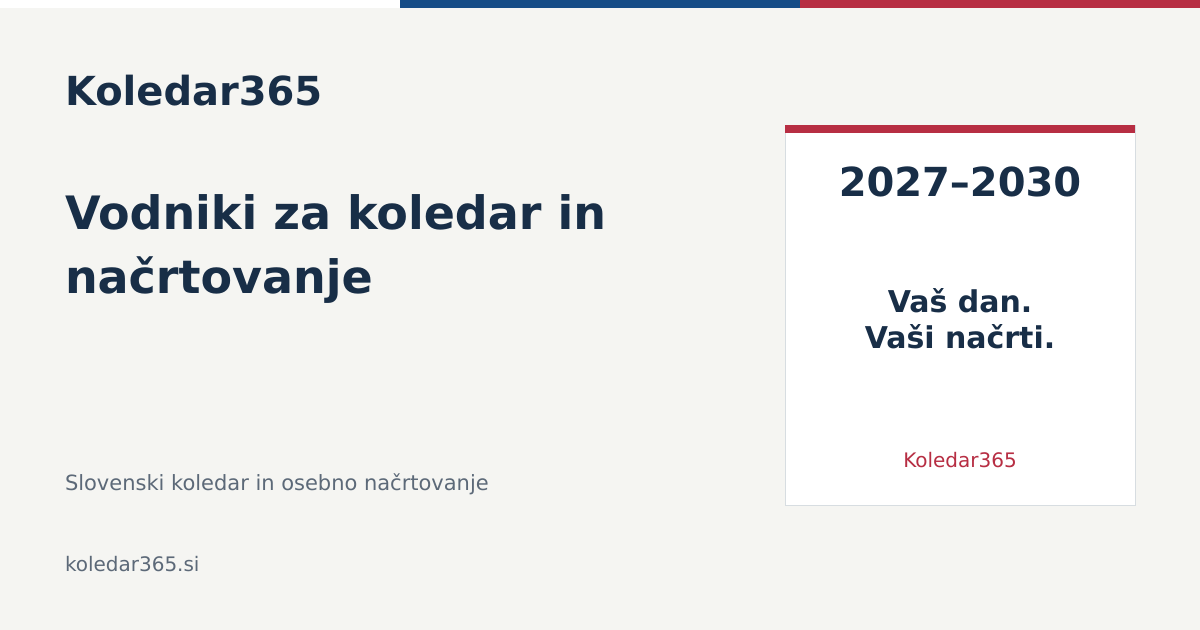 Koledar365
Vodniki za koledar in
načrtovanje
Slovenski koledar in osebno načrtovanje
koledar365.si
2027–2030
Vaš dan.
Vaši načrti.
Koledar365